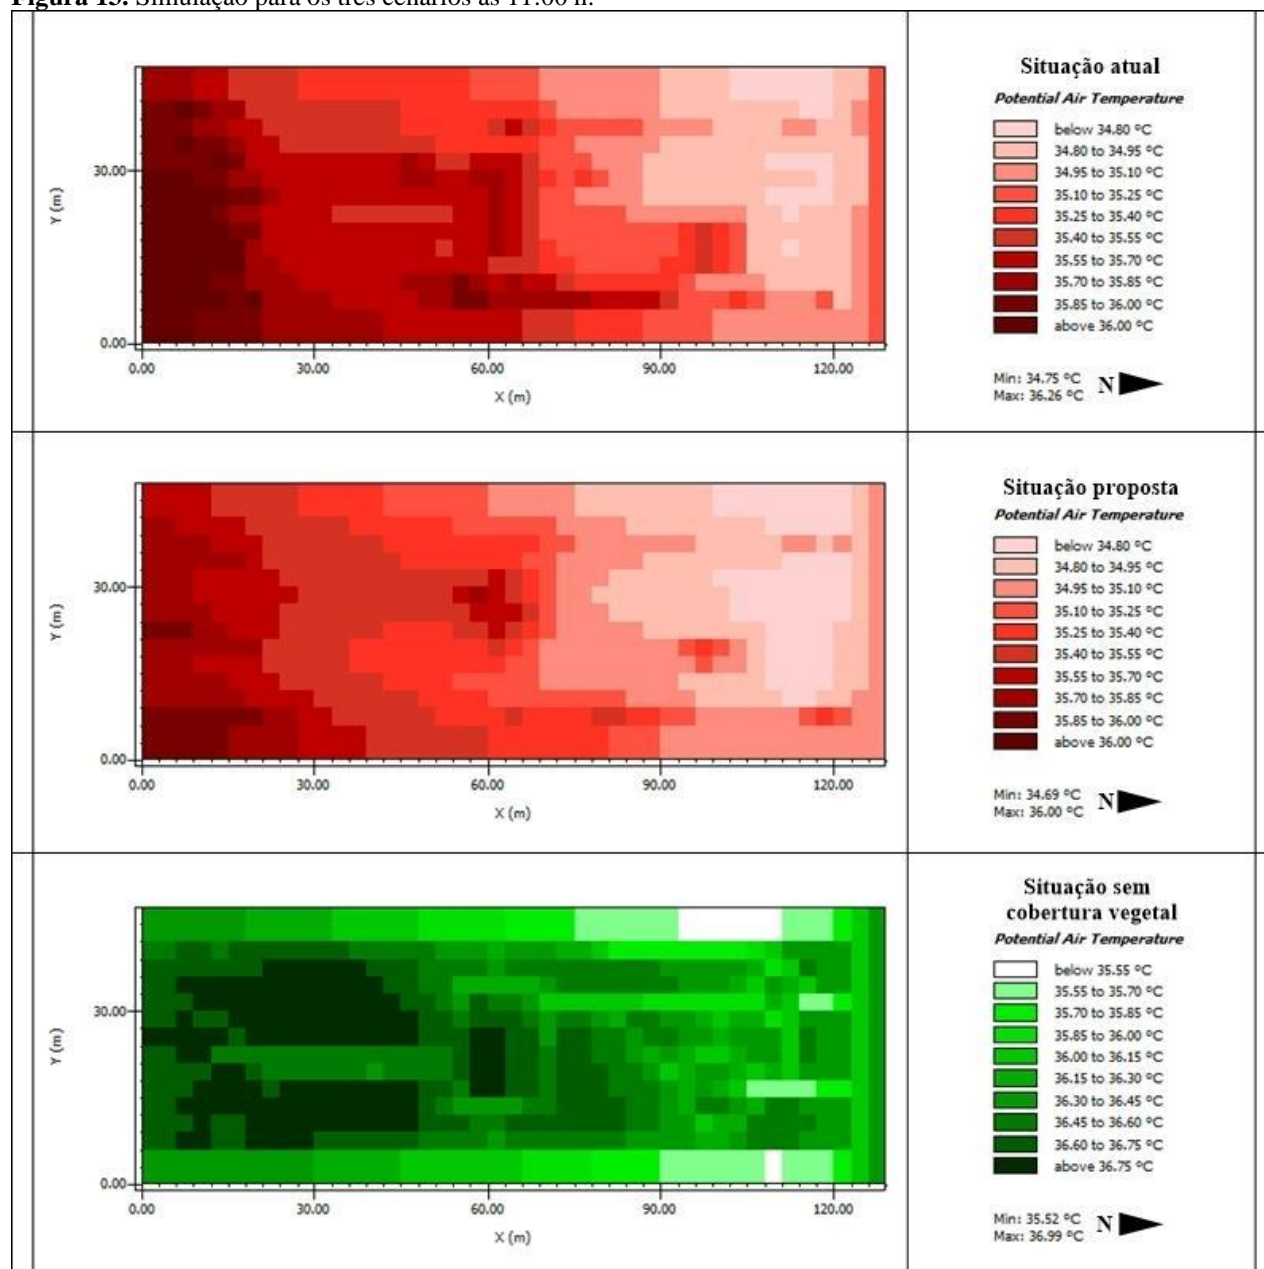 Figura 15. Simulação para os três cenários às 11:00 h.
Situação atual
Potential Air Temperature
below 34.80 °C
34.80 to 34.95 °C
34.95 to 35.10 °C
35.10 to 35.25 °C
35.25 to 35.40 °C
35.40 to 35.55 °C
35.55 to 35.70 °C
35.70 to 35.85 °C
35.85 to 36.00 °C
above 36.00 °C
Min: 34.75 °C
Max: 36.26 °C
N
Y (m)
30.00
0.00
0.00 30.00 60.00 90.00 120.00
X (m)
Situação proposta
Potential Air Temperature
below 34.80 °C
34.80 to 34.95 °C
34.95 to 35.10 °C
35.10 to 35.25 °C
35.25 to 35.40 °C
35.40 to 35.55 °C
35.55 to 35.70 °C
35.70 to 35.85 °C
35.85 to 36.00 °C
above 36.00 °C
Min: 34.69 °C
Max: 36.00 °C
N
Y (m)
30.00
0.00
0.00 30.00 60.00 90.00 120.00
X (m)
Situação sem
cobertura vegetal
Potential Air Temperature
below 35.55 °C
35.55 to 35.70 °C
35.70 to 35.85 °C
35.85 to 36.00 °C
36.00 to 36.15 °C
36.15 to 36.30 °C
36.30 to 36.45 °C
36.45 to 36.60 °C
36.60 to 36.75 °C
above 36.75 °C
Min: 35.52 °C
Max: 36.99 °C
N
Y (m)
30.00
0.00
0.00 30.00 60.00 90.00 120.00
X (m)